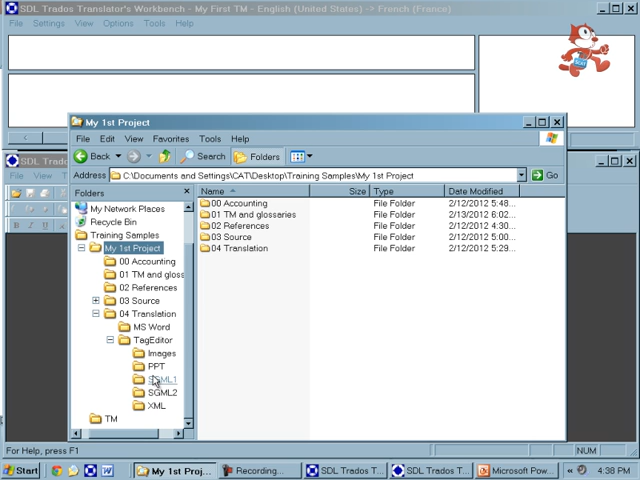 SDL Trados Translator's Workbench - My First TM - English (United States) -> French (France)
File Settings View Options Tools Help
My 1st Project
File Edit View Favorites Tools Help
Back Search Folders
Address C:\Documents and Settings\CAT\Desktop\Training Samples\My 1st Project Go
SDL Trado
File View T
Folders
Name Size Type Date Modified
My Network Places
Recycle Bin
Training Samples
My 1st Project
00 Accounting
01 TM and gloss
02 References
03 Source
04 Translation
MS Word
TagEditor
Images
PPT
SGML1
SGML2
XML
TM
00 Accounting File Folder 2/12/2012 5:48...
01 TM and glossaries File Folder 2/13/2012 6:02...
02 References File Folder 2/12/2012 4:30...
03 Source File Folder 2/12/2012 5:00...
04 Translation File Folder 2/12/2012 5:29...
For Help, press F1 NUM
Start My 1st Proj... Recording... SDL Trados T... SDL Trados T... Microsoft Pow... 4:38 PM